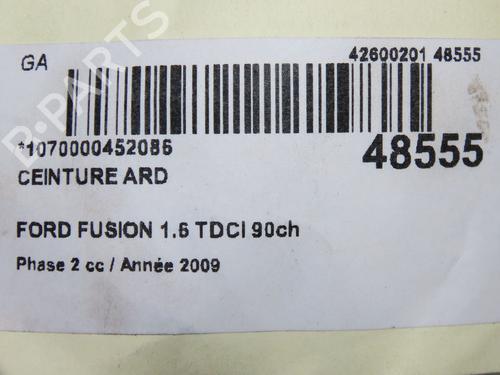 GA
42600201 48555
*1070000452086
48555
CEINTURE ARD
FORD FUSION 1.6 TDCI 90ch
Phase 2 cc / Année 2009
B-PARTS